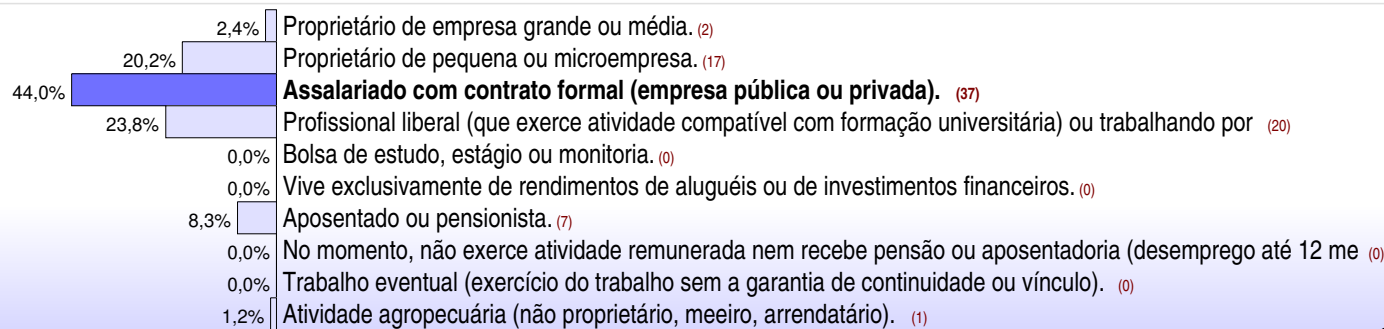 2,4% Proprietário de empresa grande ou média. (2)
20,2% Proprietário de pequena ou microempresa. (17)
44,0% Assalariado com contrato formal (empresa pública ou privada). (37)
23,8% Profissional liberal (que exerce atividade compatível com formação universitária) ou trabalhando por (20)
0,0% Bolsa de estudo, estágio ou monitoria. (0)
0,0% Vive exclusivamente de rendimentos de aluguéis ou de investimentos financeiros. (0)
8,3% Aposentado ou pensionista. (7)
0,0% No momento, não exerce atividade remunerada nem recebe pensão ou aposentadoria (desemprego até 12 me (0)
0,0% Trabalho eventual (exercício do trabalho sem a garantia de continuidade ou vínculo). (0)
1,2% Atividade agropecuária (não proprietário, meeiro, arrendatário). (1)